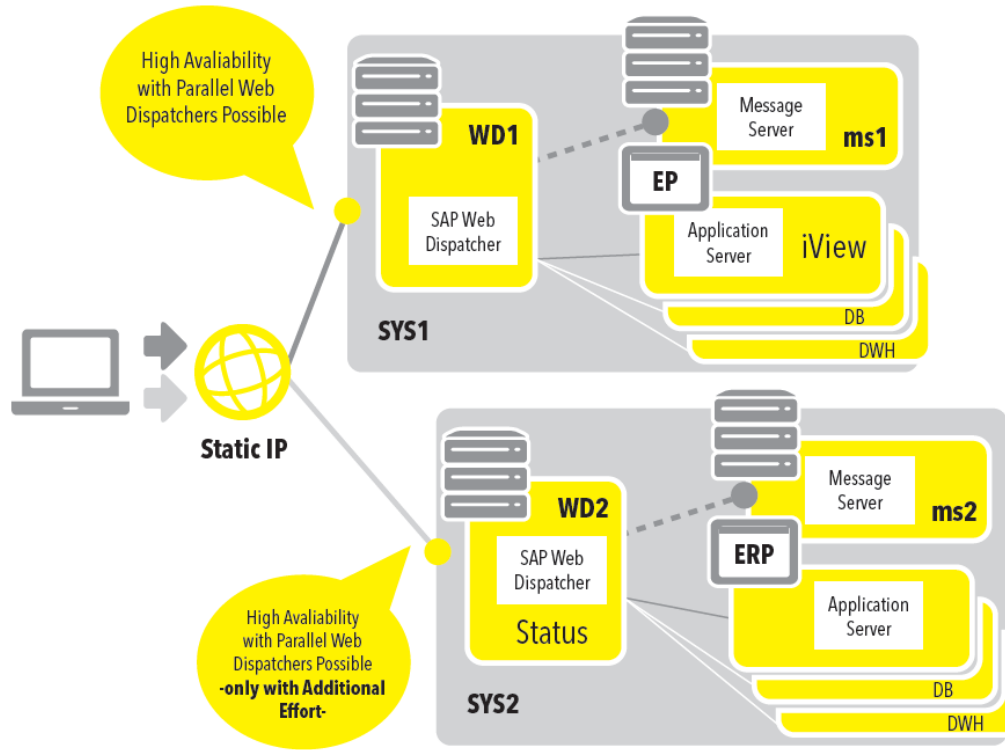 High Avaliability
with Parallel Web
Dispatchers Possible
WD1
SAP Web
Dispatcher
SYS1
Message
Server
ms1
EP
Application
Server
iView
DB
DWH
Static IP
High Avaliability
with Parallel Web
Dispatchers Possible
-only with Additional
Effort-
WD2
SAP Web
Dispatcher
Status
SYS2
Message
Server
ms2
ERP
Application
Server
DB
DWH